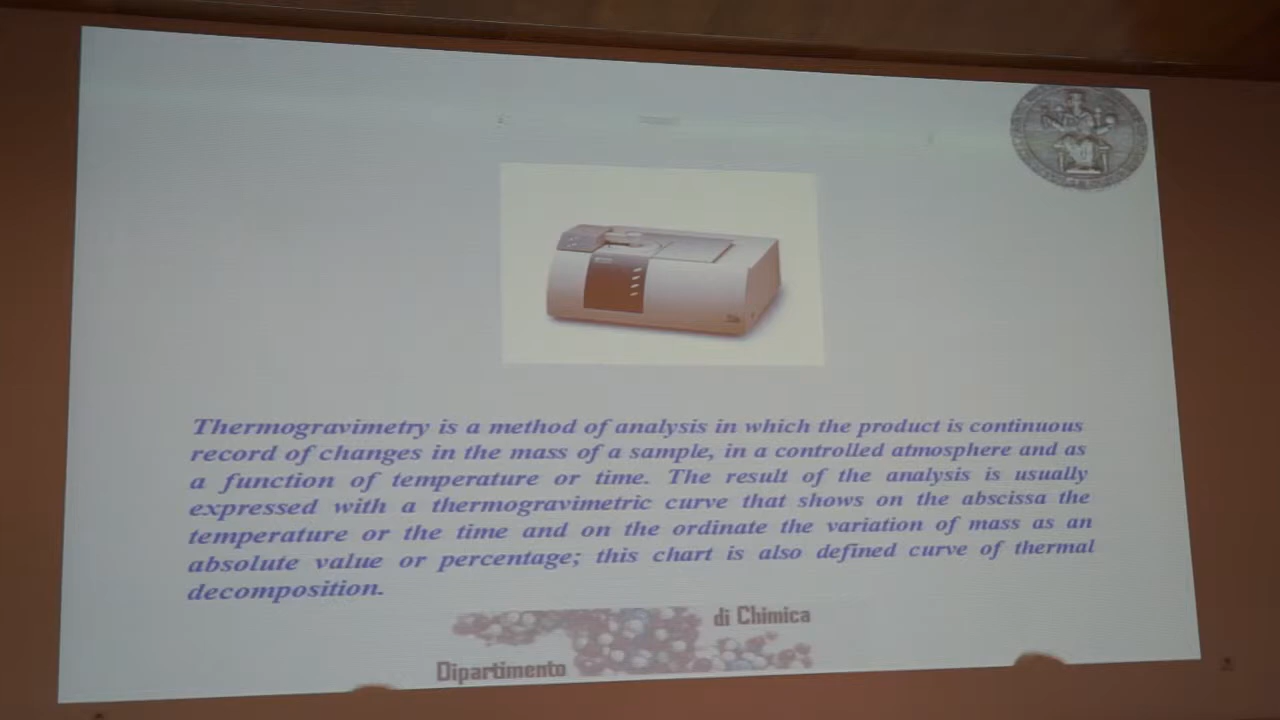 Thermogravimetry is a method of analysis in which the product is continuous
record of changes in the mass of a sample, in a controlled atmosphere and as
a function of temperature or time. The result of the analysis is usually
expressed with a thermogravimetric curve that shows on the abscissa the
temperature or the time and on the ordinate the variation of mass as an
absolute value or percentage; this chart is also defined curve of thermal
decomposition.
di Chimica
Dipartimento